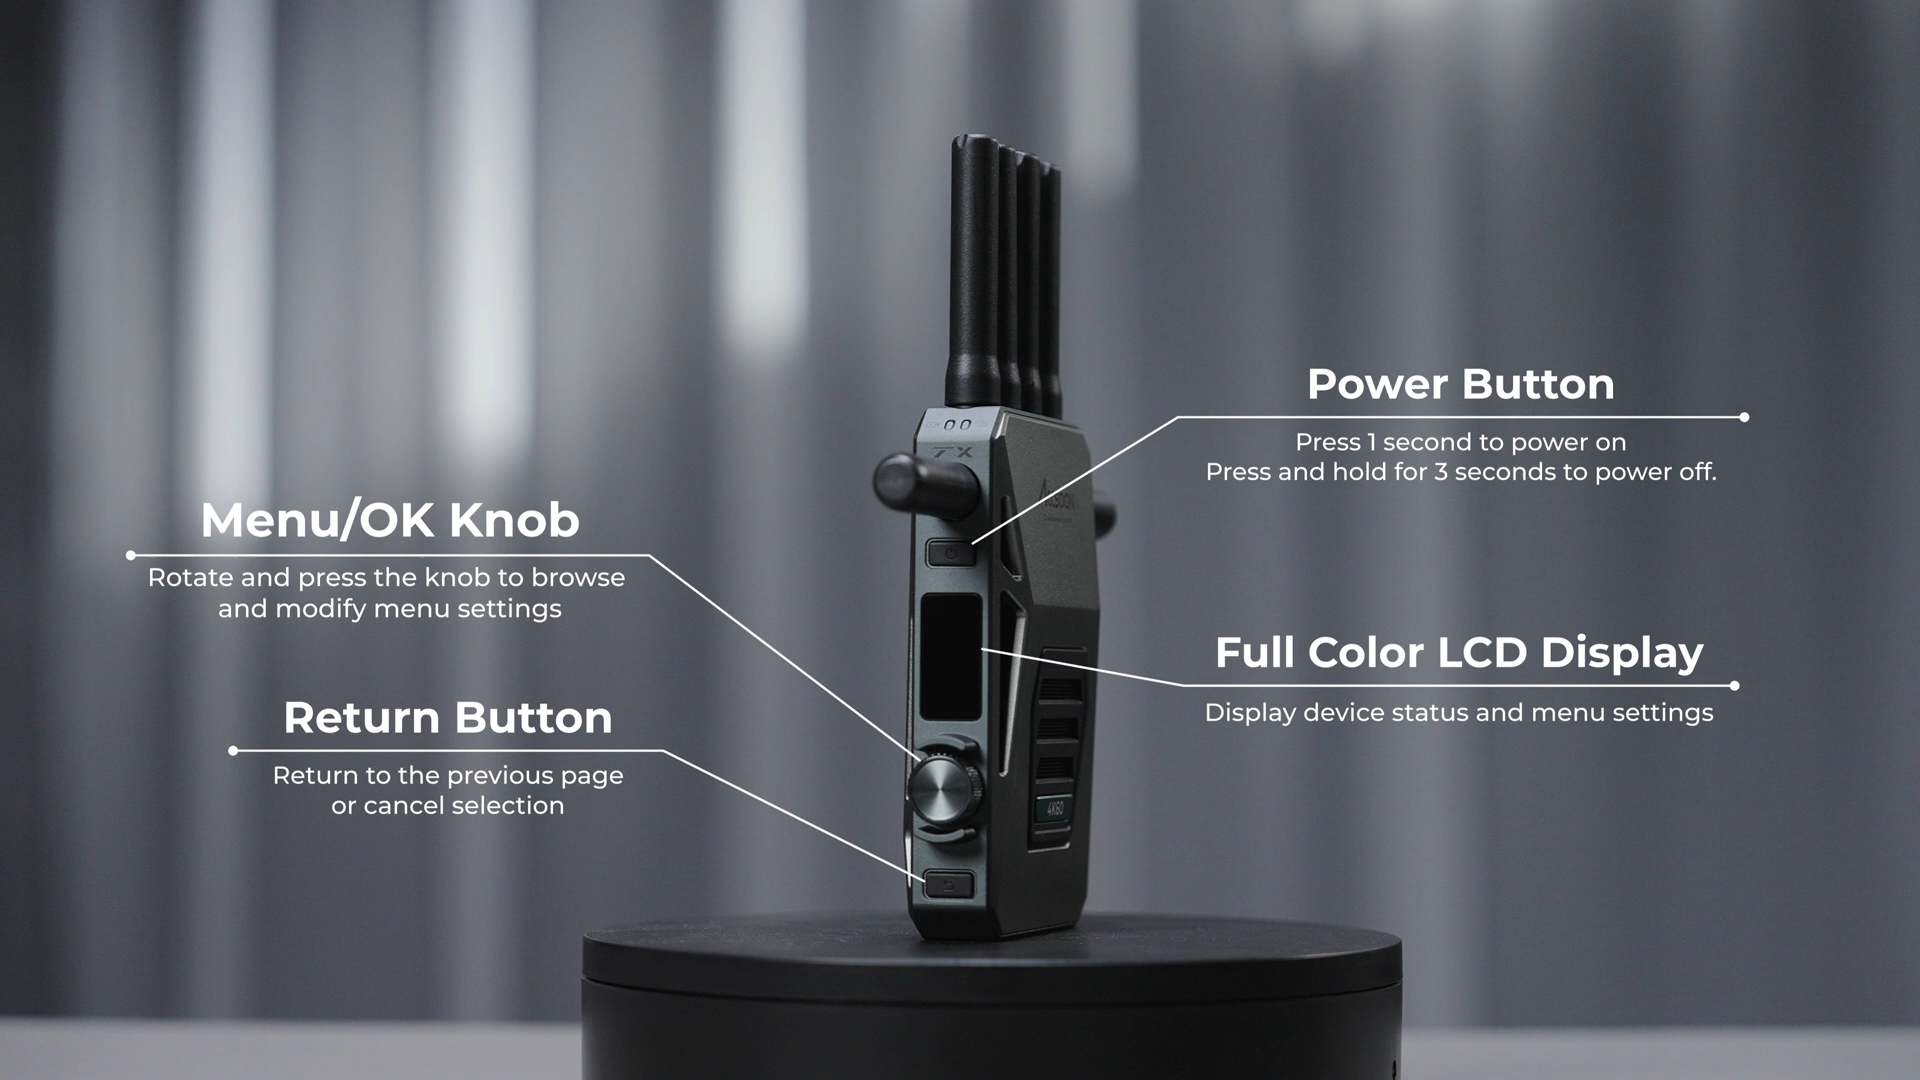 Power Button
Press 1 second to power on
Press and hold for 3 seconds to power off.
Menu/OK Knob
Rotate and press the knob to browse
and modify menu settings
Full Color LCD Display
Display device status and menu settings
Return Button
Return to the previous page
or cancel selection
TX
4K60